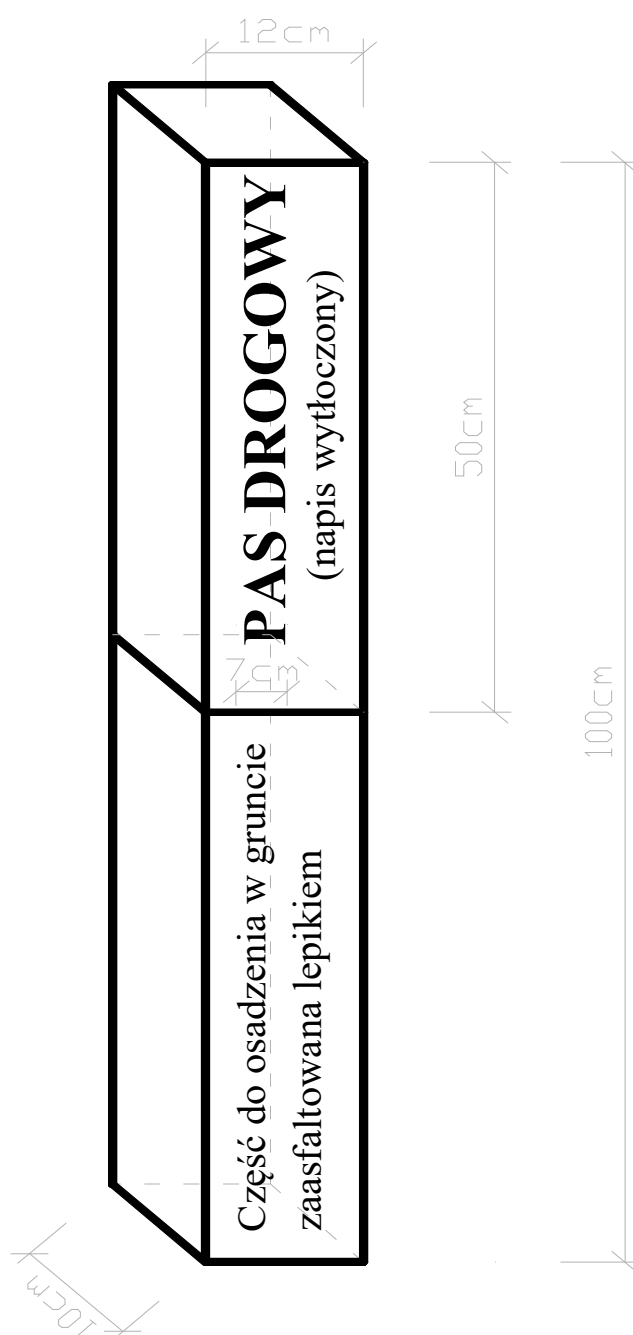 12cm
PAS DROGOWY
(napis wytłoczony)
50cm
100cm
7cm
Część do osadzenia w gruncie
zaasfaltowana lepikiem
10cm